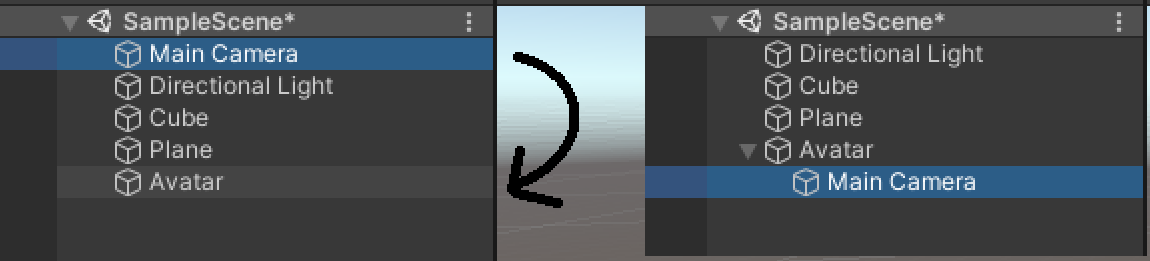 SampleScene*
Main Camera
Directional Light
Cube
Plane
Avatar
SampleScene*
Directional Light
Cube
Plane
Avatar
Main Camera